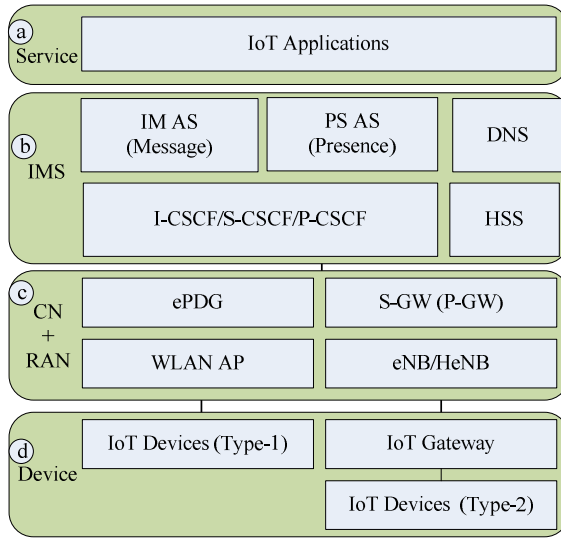 a
Service
IoT Applications
b
IMS
IM AS
(Message)
PS AS
(Presence)
DNS
I-CSCF/S-CSCF/P-CSCF
HSS
c
CN
+
RAN
ePDG
S-GW (P-GW)
WLAN AP
eNB/HeNB
d
Device
IoT Devices (Type-1)
IoT Gateway
IoT Devices (Type-2)